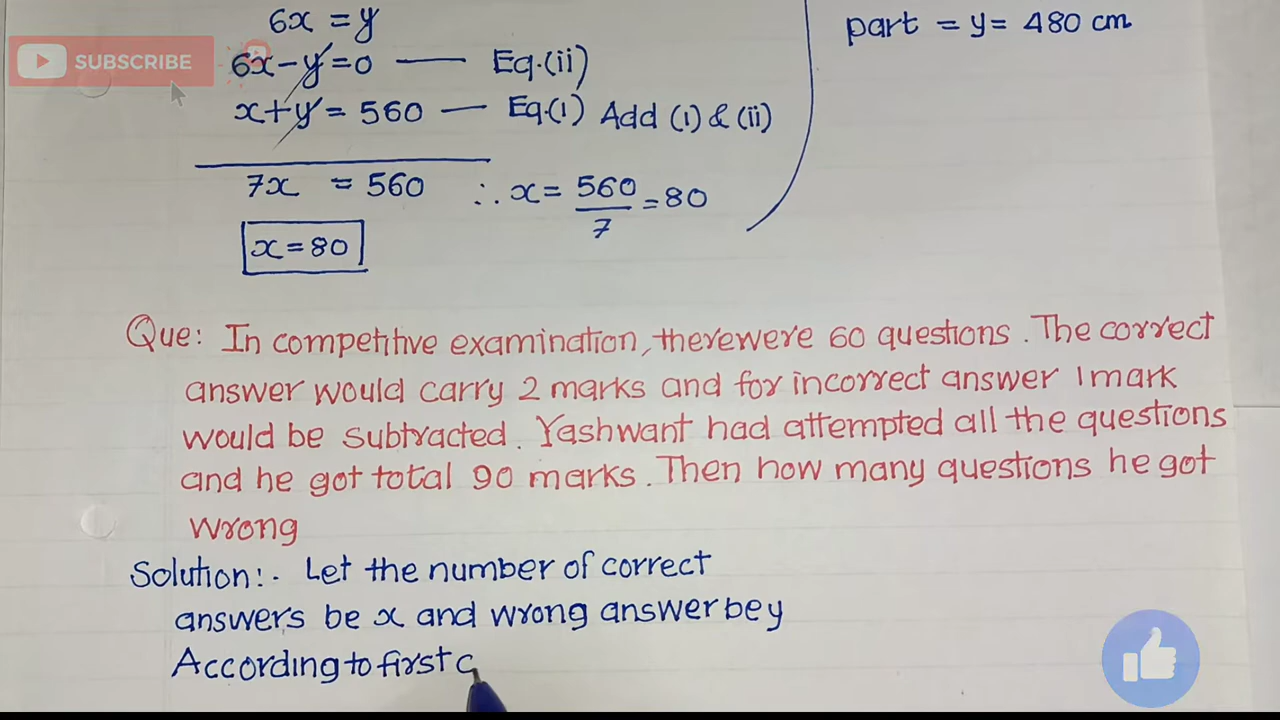 6x = y
part = y = 480 cm
SUBSCRIBE
6x-y=0 — Eq.(ii)
x+y = 560 — Eq.(i) Add (i) & (ii)
7x = 560 ∴ x = 560/7 = 80
x = 80
Que: In competitive examination, therewere 60 questions. The correct
answer would carry 2 marks and for incorrect answer 1 mark
would be subtracted. Yashwant had attempted all the questions
and he got total 90 marks. Then how many questions he got
wrong
Solution:- Let the number of correct
answers be x and wrong answer be y
According to first c